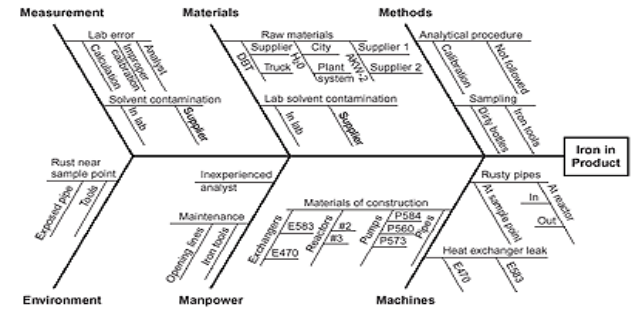 Measurement
Materials
Methods
Lab error
Calculation
Improper
calibration
Analyst
Solvent contamination
In lab
Supplier
Raw materials
DBT
Supplier
Truck
H₂0
City
Plant
system
AKW-2
Supplier 1
Supplier 2
Lab solvent contamination
In lab
Supplier
Analytical procedure
Calibration
Not followed
Sampling
Dirty bottles
Iron tools
Iron in
Product
Rust near
sample point
Exposed pipe
Tools
Inexperienced
analyst
Maintenance
Opening lines
Iron tools
Materials of construction
Exchangers
E583
E470
Reactors
#2
#3
Pumps
P584
P560
P573
Pipes
Rusty pipes
At sample point
At reactor
In
Out
Heat exchanger leak
E470
E583
Environment
Manpower
Machines